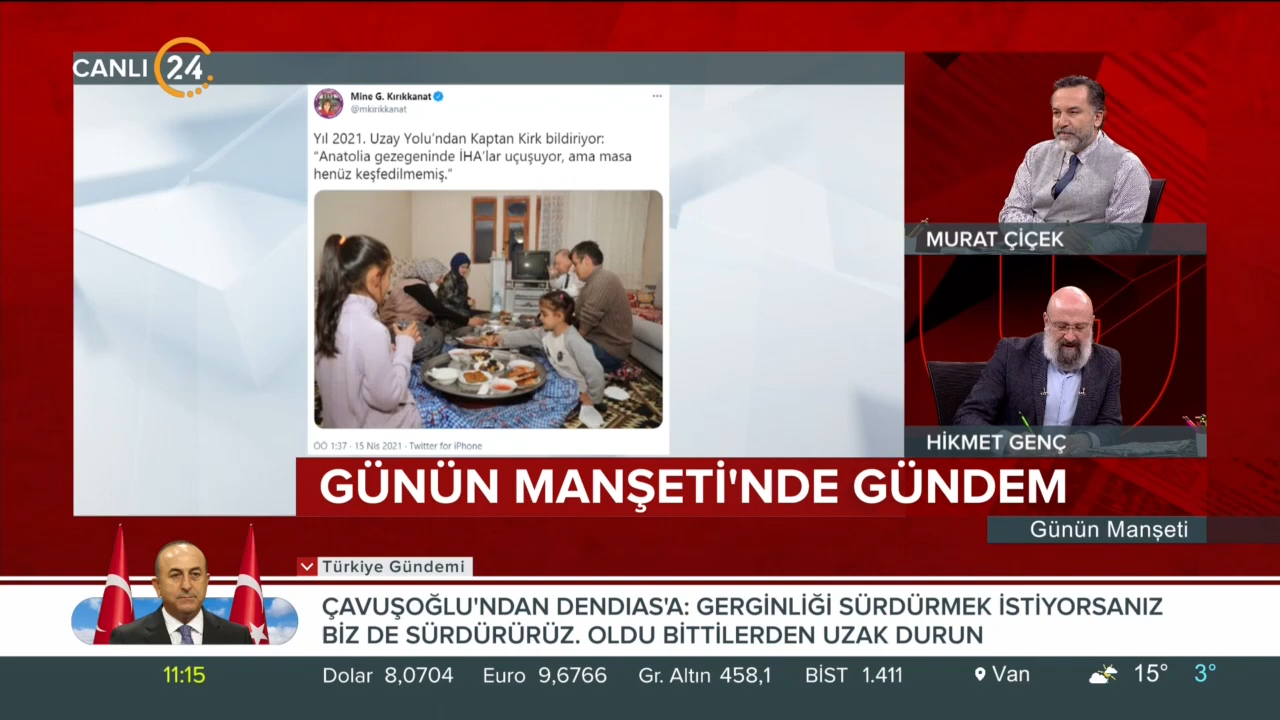 CANLI 24
Mine G. Kırıkkanat
@mkirikkanat
Yıl 2021. Uzay Yolu'ndan Kaptan Kirk bildiriyor:
"Anatolia gezegeninde İHA'lar uçuşuyor, ama masa
henüz keşfedilmemiş."
ÖÖ 1:37 · 15 Nis 2021 · Twitter for iPhone
MURAT ÇİÇEK
HİKMET GENÇ
GÜNÜN MANŞETİ'NDE GÜNDEM
Günün Manşeti
Türkiye Gündemi
ÇAVUŞOĞLU'NDAN DENDIAS'A: GERGİNLİĞİ SÜRDÜRMEK İSTİYORSANIZ
BİZ DE SÜRDÜRÜRÜZ. OLDU BİTTİLERDEN UZAK DURUN
11:15 Dolar 8,0704 Euro 9,6766 Gr. Altın 458,1 BİST 1.411 Van 15° 3°